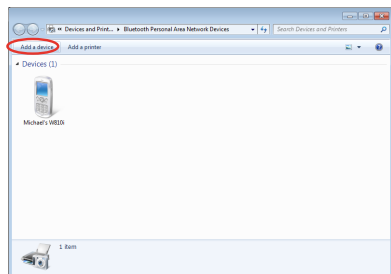 « Devices and Print... ▸ Bluetooth Personal Area Network Devices
Search Devices and Printers
Add a device
Add a printer
Devices (1)
Michael's W810i
1 item